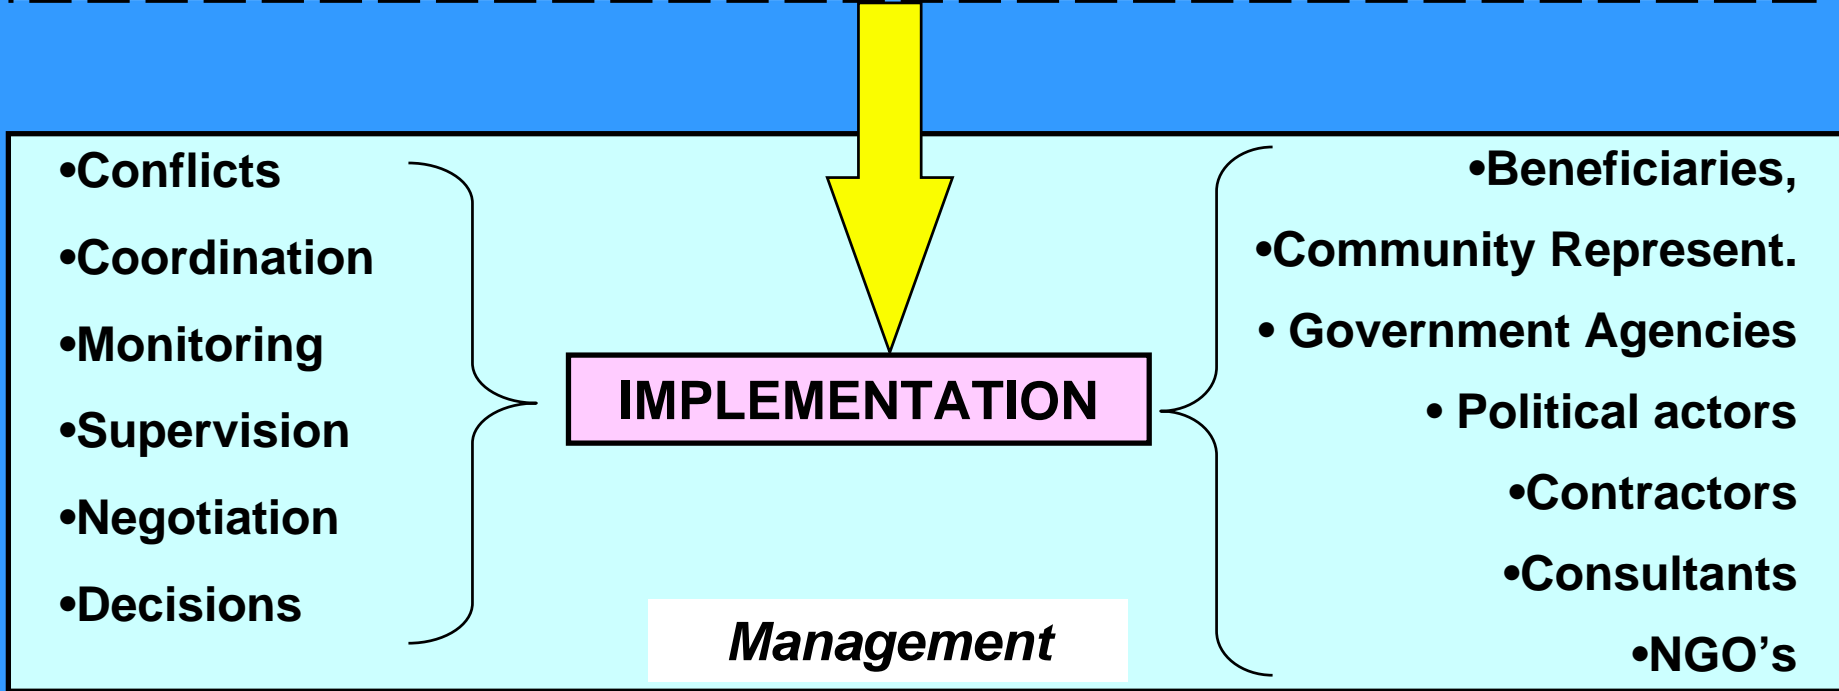 •Conflicts
•Coordination
•Monitoring
•Supervision
•Negotiation
•Decisions
IMPLEMENTATION
Management
•Beneficiaries,
•Community Represent.
• Government Agencies
• Political actors
•Contractors
•Consultants
•NGO’s